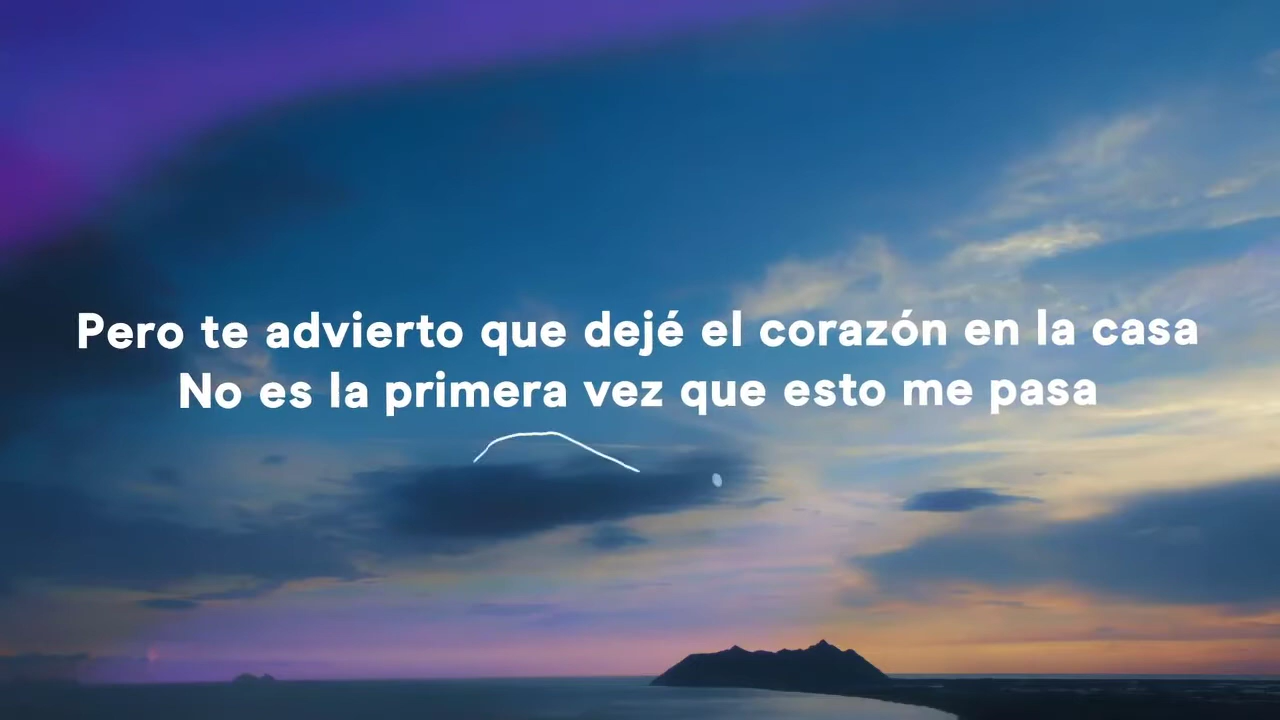 Pero te advierto que dejé el corazón en la casa
No es la primera vez que esto me pasa